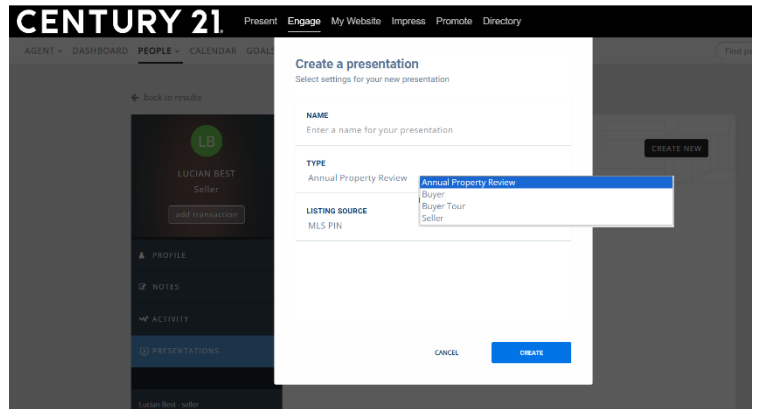 CENTURY 21.
Present Engage My Website Impress Promote Directory
AGENT DASHBOARD PEOPLE CALENDAR GOALS
Find
back to results
LB
LUCIAN BEST
Seller
add transaction
PROFILE
NOTES
ACTIVITY
PRESENTATIONS
Lucian Best - seller
Create a presentation
Select settings for your new presentation
NAME
Enter a name for your presentation
TYPE
Annual Property Review
Annual Property Review
Buyer
Buyer Tour
Seller
LISTING SOURCE
MLS PIN
CANCEL CREATE
CREATE NEW